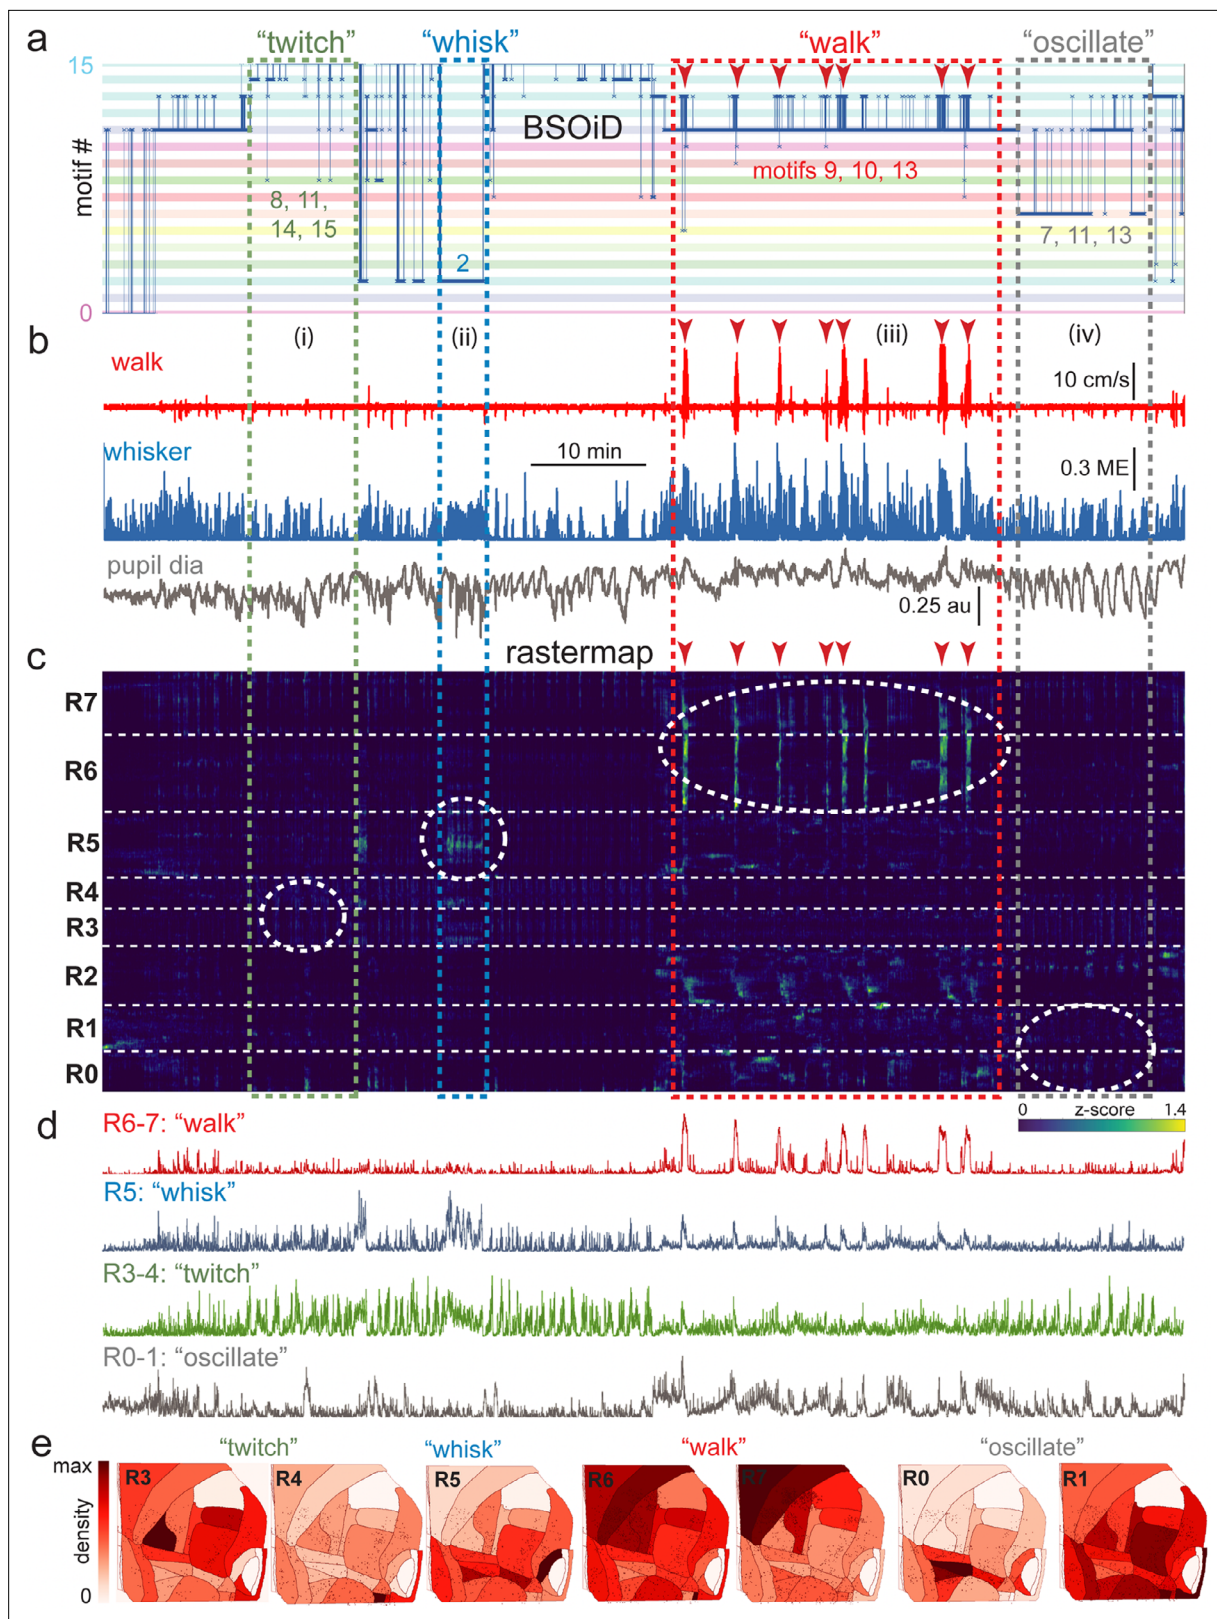 a
“twitch”
“whisk”
“walk”
“oscillate”
15
motif #
0
BSOiD
8, 11,
14, 15
2
motifs 9, 10, 13
7, 11, 13
b
(i)
(ii)
(iii)
(iv)
walk
10 cm/s
whisker
10 min
0.3 ME
pupil dia
0.25 au
c
rastermap
R7
R6
R5
R4
R3
R2
R1
R0
0 z-score 1.4
d
R6-7: “walk”
R5: “whisk”
R3-4: “twitch”
R0-1: “oscillate”
e
“twitch”
“whisk”
“walk”
“oscillate”
max
density
0
R3
R4
R5
R6
R7
R0
R1